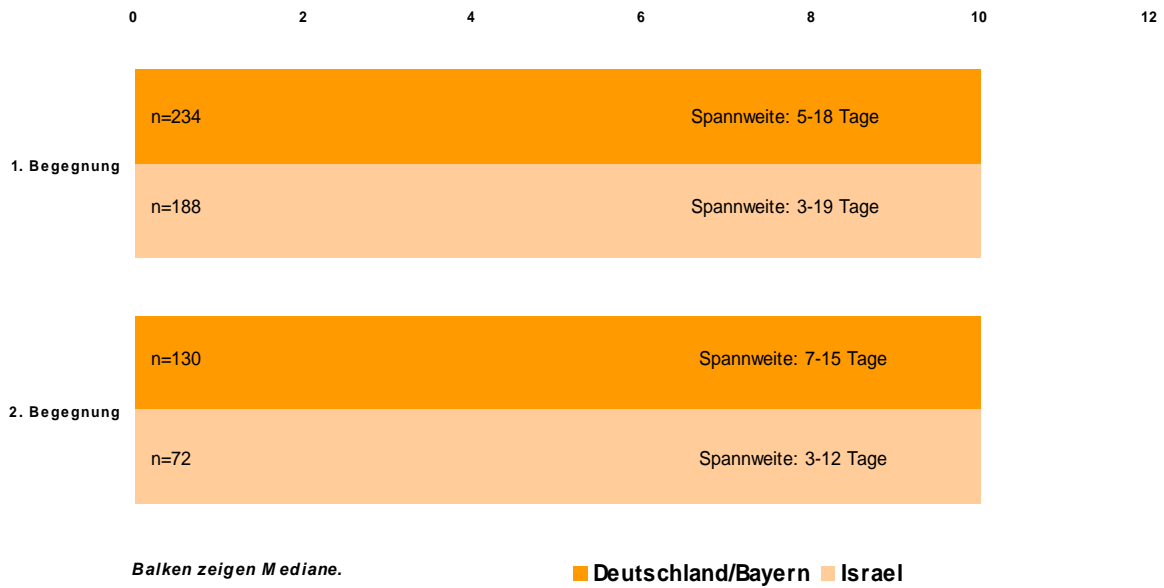 0 2 4 6 8 10 12
n=234 Spannweite: 5-18 Tage
1. Begegnung
n=188 Spannweite: 3-19 Tage
n=130 Spannweite: 7-15 Tage
2. Begegnung
n=72 Spannweite: 3-12 Tage
Balken zeigen Mediane. Deutschland/Bayern Israel